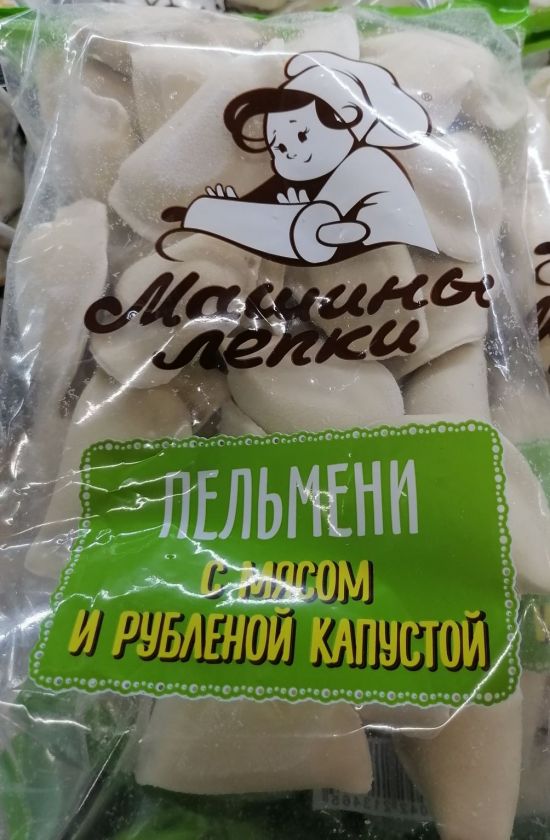 ®
Машины
лепки
ПЕЛЬМЕНИ
С МЯСОМ
И РУБЛЕНОЙ КАПУСТОЙ